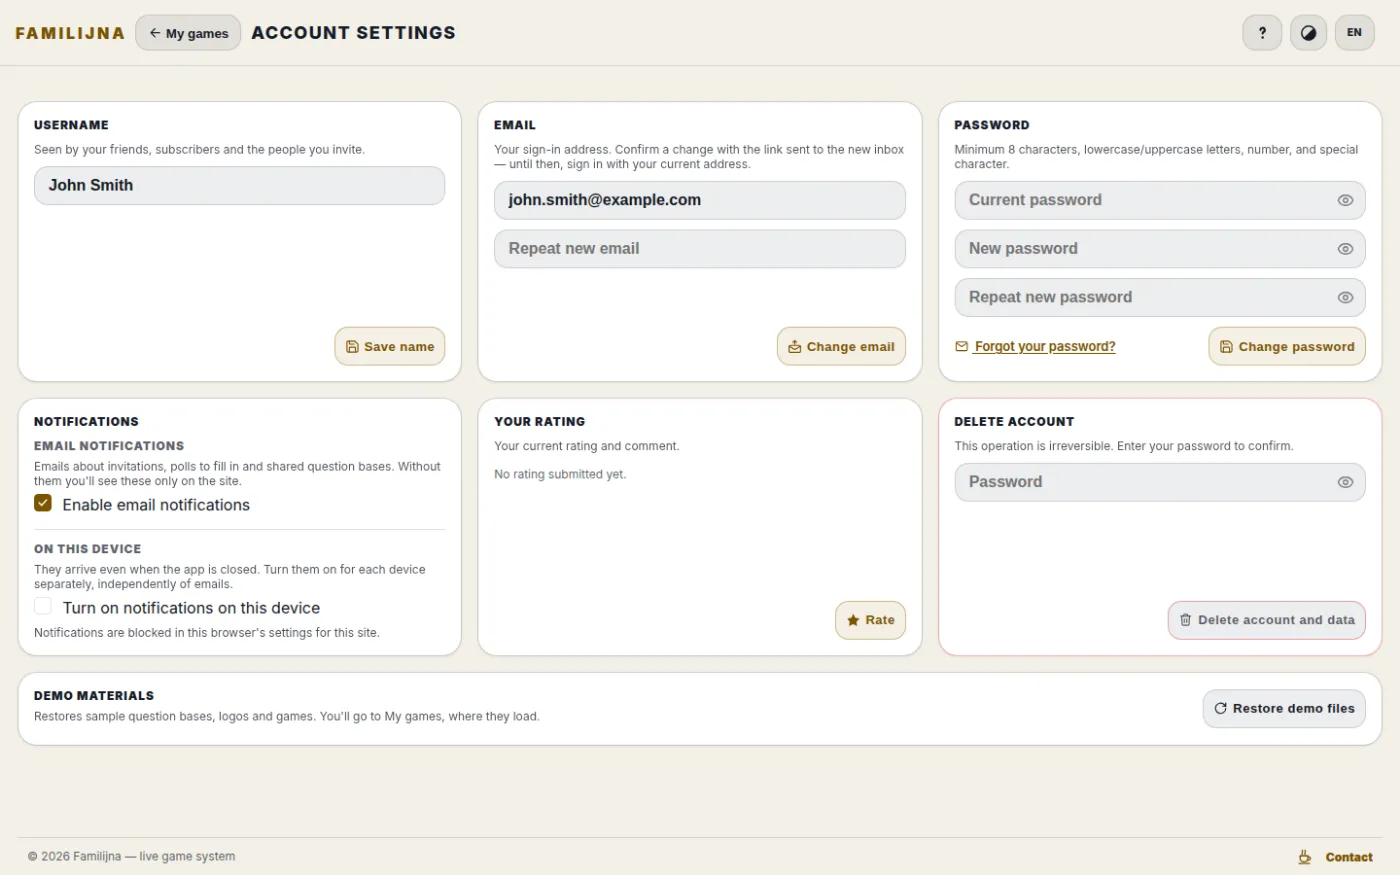 FAMILIJNA
My games
ACCOUNT SETTINGS
?
EN
USERNAME
Seen by your friends, subscribers and the people you invite.
John Smith
Save name
EMAIL
Your sign-in address. Confirm a change with the link sent to the new inbox
— until then, sign in with your current address.
john.smith@example.com
Repeat new email
Change email
PASSWORD
Minimum 8 characters, lowercase/uppercase letters, number, and special
character.
Current password
New password
Repeat new password
Forgot your password?
Change password
NOTIFICATIONS
EMAIL NOTIFICATIONS
Emails about invitations, polls to fill in and shared question bases. Without
them you'll see these only on the site.
Enable email notifications
ON THIS DEVICE
They arrive even when the app is closed. Turn them on for each device
separately, independently of emails.
Turn on notifications on this device
Notifications are blocked in this browser's settings for this site.
YOUR RATING
Your current rating and comment.
No rating submitted yet.
Rate
DELETE ACCOUNT
This operation is irreversible. Enter your password to confirm.
Password
Delete account and data
DEMO MATERIALS
Restores sample question bases, logos and games. You'll go to My games, where they load.
Restore demo files
© 2026 Familijna — live game system
Contact